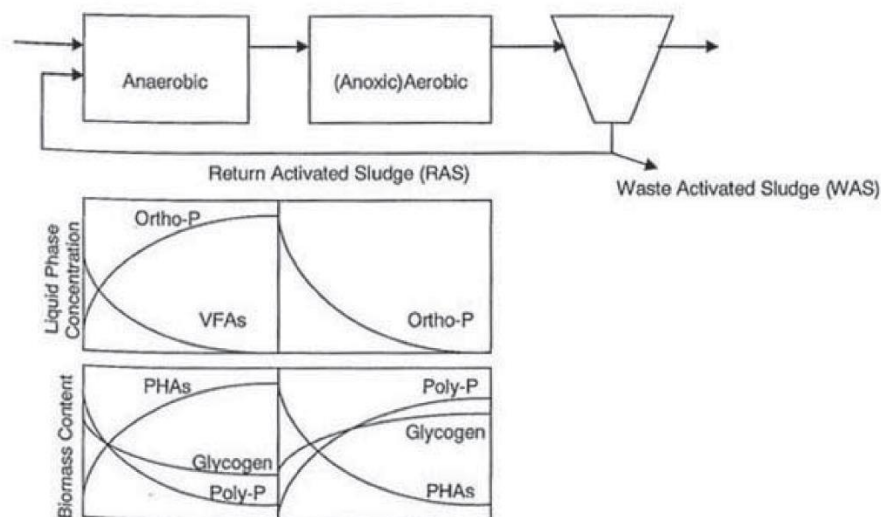 Anaerobic
(Anoxic)Aerobic
Return Activated Sludge (RAS)
Waste Activated Sludge (WAS)
Liquid Phase
Concentration
Ortho-P
VFAs
Ortho-P
Biomass Content
PHAs
Glycogen
Poly-P
Poly-P
Glycogen
PHAs